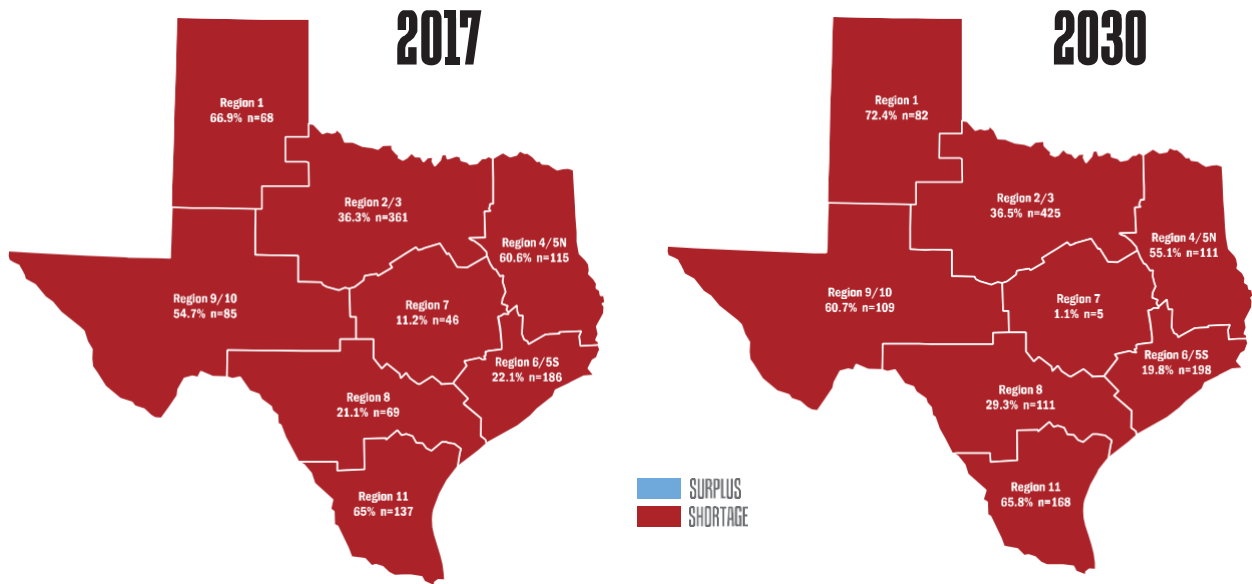 2017
Region 1
66.9% n=68
Region 2/3
36.3% n=361
Region 4/5N
60.6% n=115
Region 9/10
54.7% n=85
Region 7
11.2% n=46
Region 6/5S
22.1% n=186
Region 8
21.1% n=69
Region 11
65% n=137
2030
Region 1
72.4% n=82
Region 2/3
36.5% n=425
Region 4/5N
55.1% n=111
Region 9/10
60.7% n=109
Region 7
1.1% n=5
Region 6/5S
19.8% n=198
Region 8
29.3% n=111
Region 11
65.8% n=168
SURPLUS
SHORTAGE